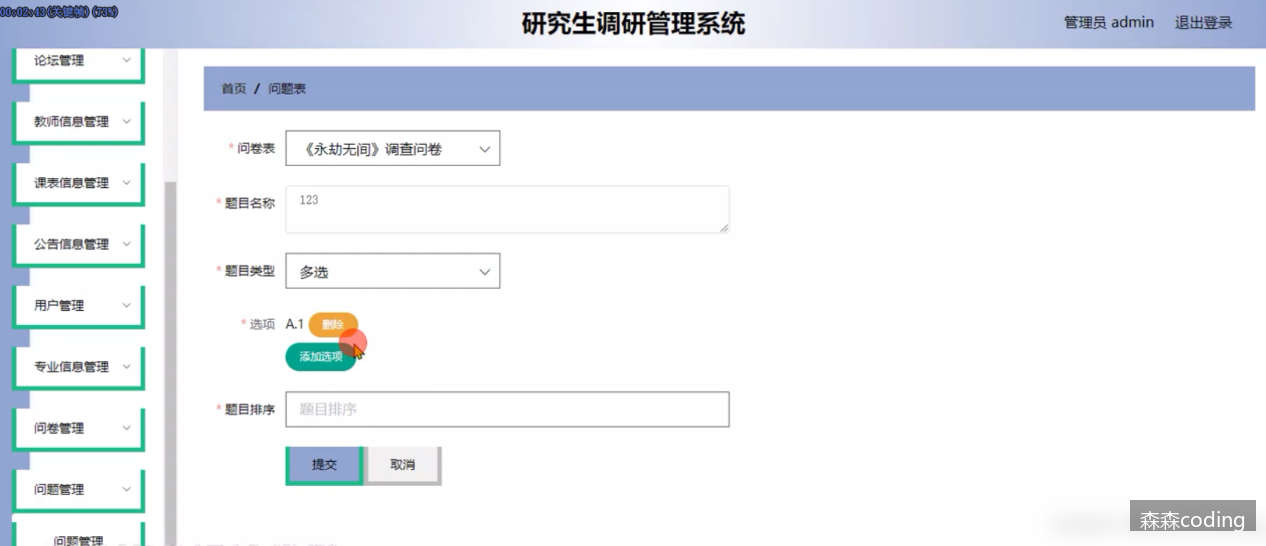 00:02:43(关键帧)(73%)
研究生调研管理系统
管理员 admin 退出登录
论坛管理
教师信息管理
课表信息管理
公告信息管理
用户管理
专业信息管理
问卷管理
问题管理
问题管理
首页 / 问题表
* 问卷表 《永劫无间》调查问卷
* 题目名称 123
* 题目类型 多选
* 选项 A.1 删除
添加选项
* 题目排序 题目排序
提交 取消
森森coding